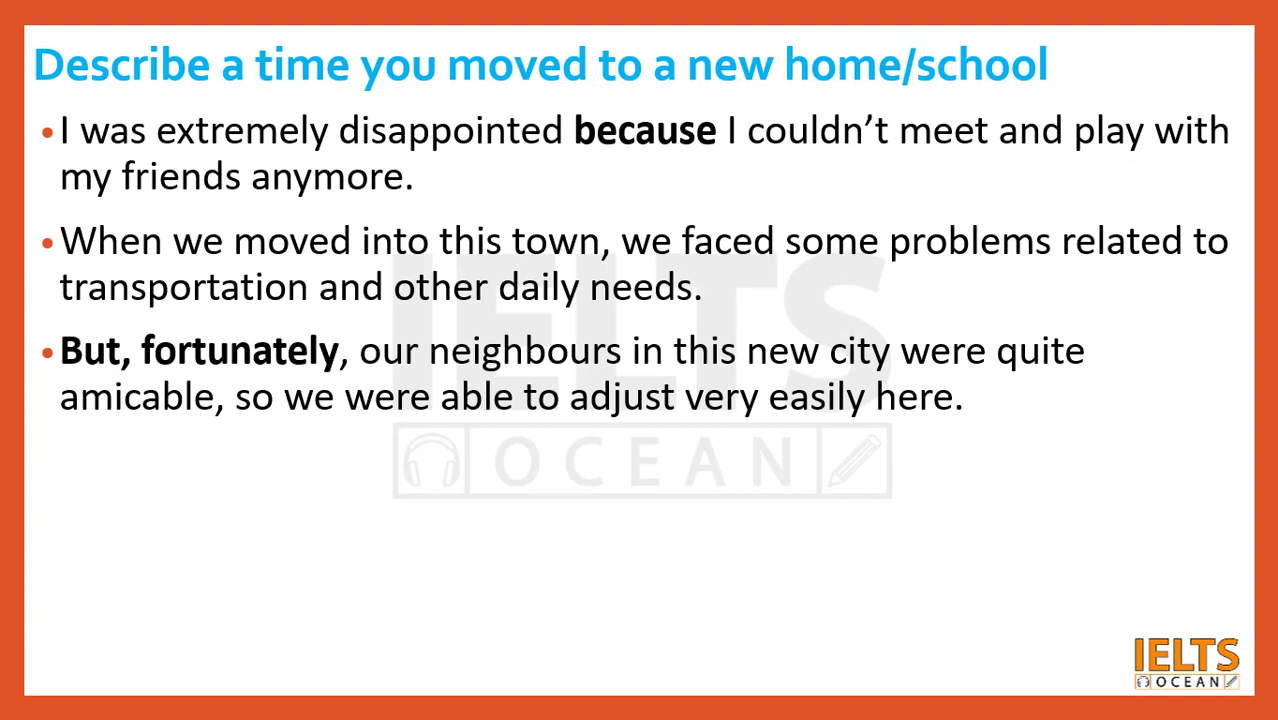 Describe a time you moved to a new home/school
•I was extremely disappointed because I couldn’t meet and play with
my friends anymore.
•When we moved into this town, we faced some problems related to
transportation and other daily needs.
•But, fortunately, our neighbours in this new city were quite
amicable, so we were able to adjust very easily here.
IELTS
OCEAN
IELTS
OCEAN